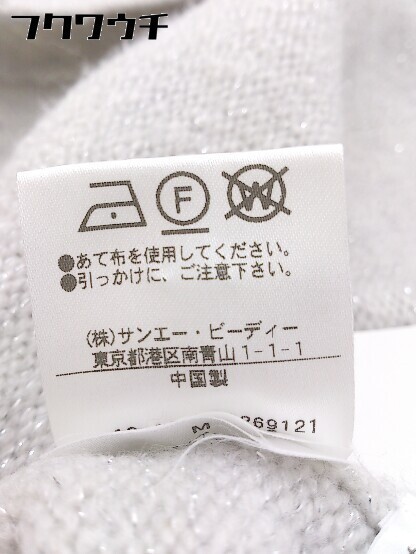 フクワウチ
F W
●あて布を使用してください。
●引っかけに、ご注意下さい。
(株)サンエー・ビーディー
東京都港区南青山1-1-1
中国製
M 269121